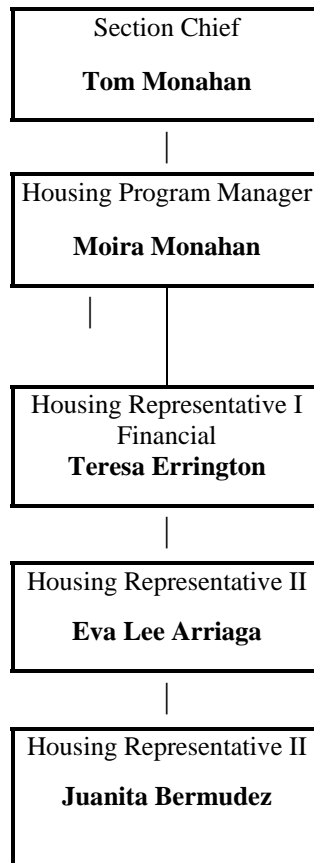 Section Chief
Tom Monahan
Housing Program Manager
Moira Monahan
Housing Representative I
Financial
Teresa Errington
Housing Representative II
Eva Lee Arriaga
Housing Representative II
Juanita Bermudez